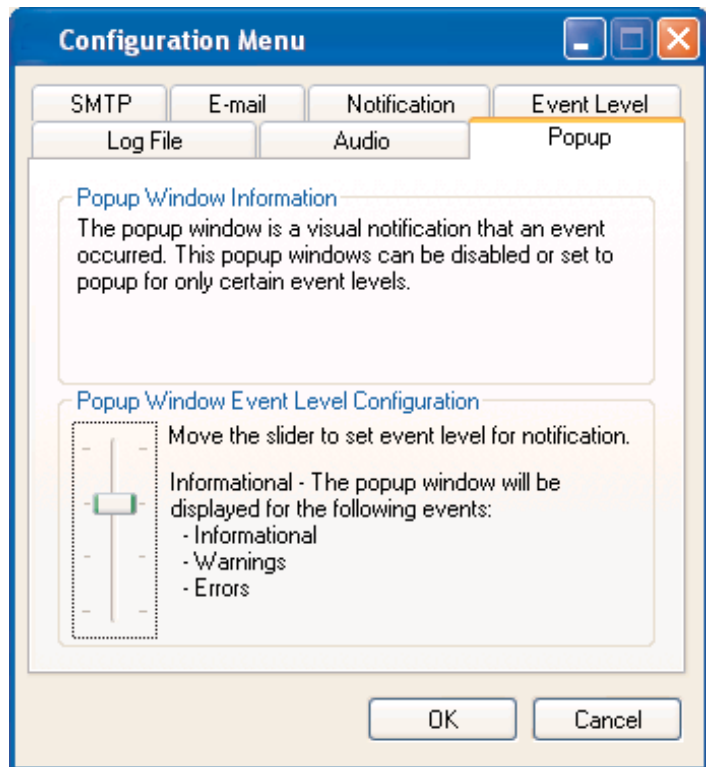 Configuration Menu
SMTP
E-mail
Notification
Event Level
Log File
Audio
Popup
Popup Window Information
The popup window is a visual notification that an event
occurred. This popup windows can be disabled or set to
popup for only certain event levels.
Popup Window Event Level Configuration
Move the slider to set event level for notification.
Informational - The popup window will be
displayed for the following events:
- Informational
- Warnings
- Errors
OK
Cancel